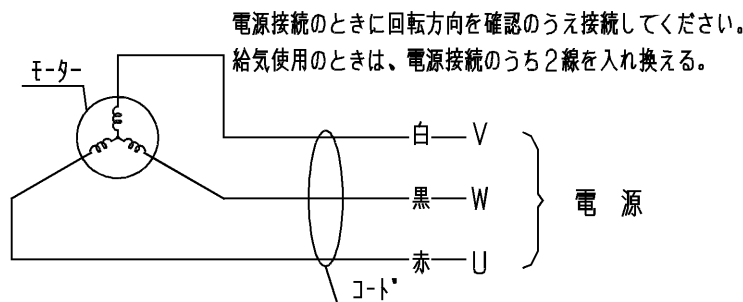 電源接続のときに回転方向を確認のうえ接続してください。
給気使用のときは、電源接続のうち2線を入れ換える。
モーター
白 V
黒 W
電源
赤 U
コード